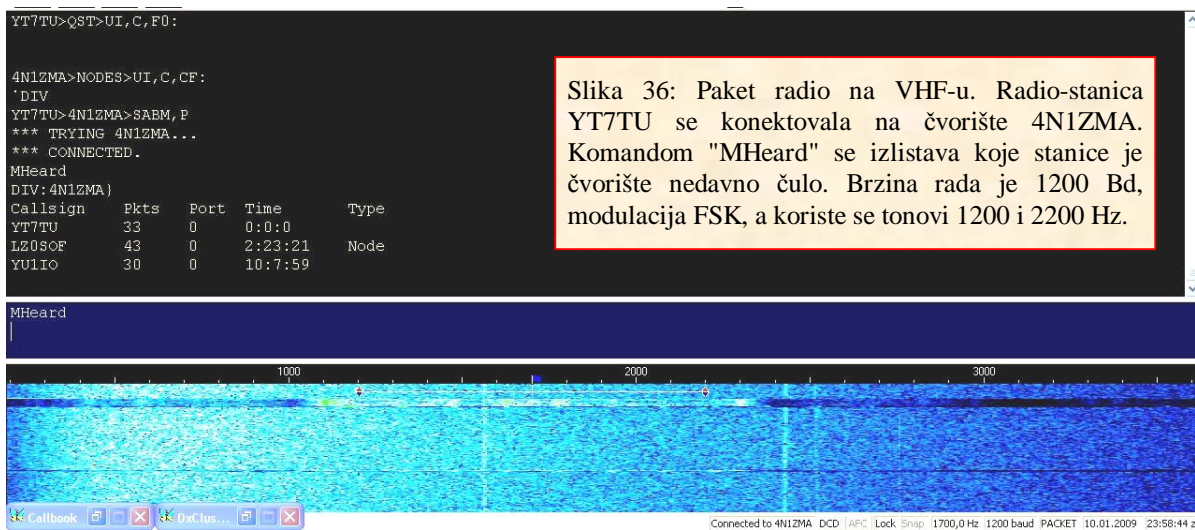 YT7TU>QST>UI,C,F0:
4N1ZMA>NODES>UI,C,CF:
`DIV
YT7TU>4N1ZMA>SABM,P
*** TRYING 4N1ZMA...
*** CONNECTED.
MHeard
DIV:4N1ZMA}
Callsign Pkts Port Time Type
YT7TU 33 0 0:0:0
LZ0SOF 43 0 2:23:21 Node
YU1IO 30 0 10:7:59
Slika 36: Paket radio na VHF-u. Radio-stanica
YT7TU se konektovala na čvorište 4N1ZMA.
Komandom "MHeard" se izlistava koje stanice je
čvorište nedavno čulo. Brzina rada je 1200 Bd,
modulacija FSK, a koriste se tonovi 1200 i 2200 Hz.
MHeard
1000 2000 3000
Callbook DxClus...
Connected to 4N1ZMA DCD AFC Lock Snap 1700,0 Hz 1200 baud PACKET 10.01.2009 23:58:44